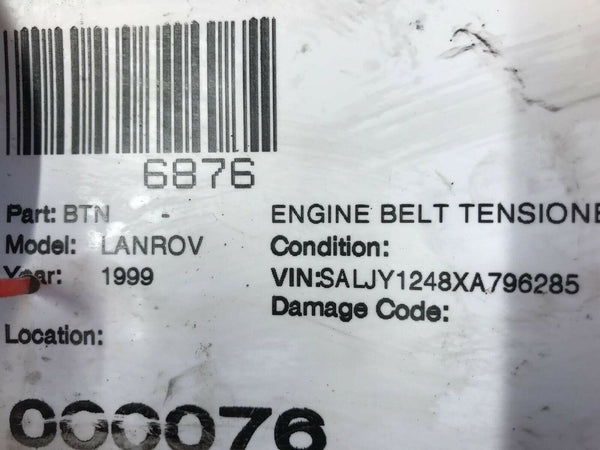 6876
Part: BTN - ENGINE BELT TENSIONE
Model: LANROV Condition:
Year: 1999 VIN:SALJY1248XA796285
Damage Code:
Location:
000076